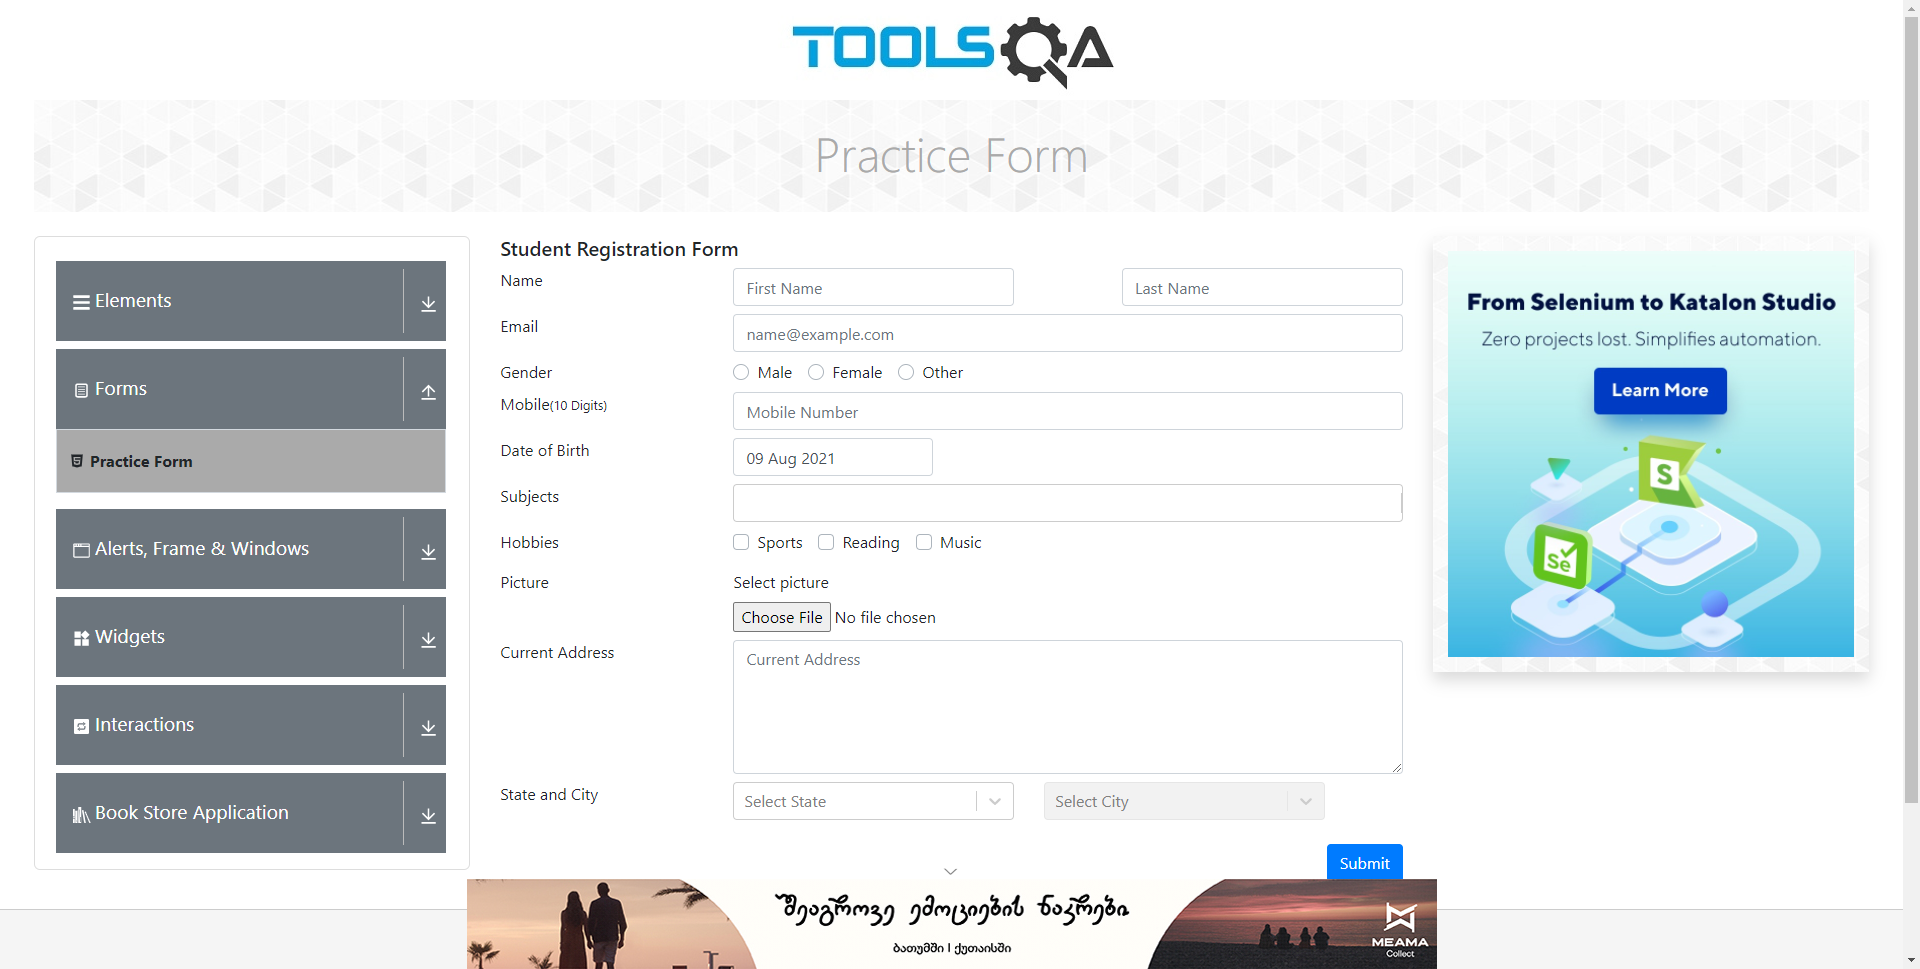 TOOLSQA
Practice Form
Elements
Forms
Practice Form
Alerts, Frame & Windows
Widgets
Interactions
Book Store Application
Student Registration Form
Name
First Name
Last Name
Email
name@example.com
Gender
Male
Female
Other
Mobile(10 Digits)
Mobile Number
Date of Birth
09 Aug 2021
Subjects
Hobbies
Sports
Reading
Music
Picture
Select picture
Choose File No file chosen
Current Address
Current Address
State and City
Select State
Select City
Submit
From Selenium to Katalon Studio
Zero projects lost. Simplifies automation.
Learn More
S
Se
შეაგროვე ემოციების ნაკრები
ბათუმში | ქუთაისში
MEAMA
Collect